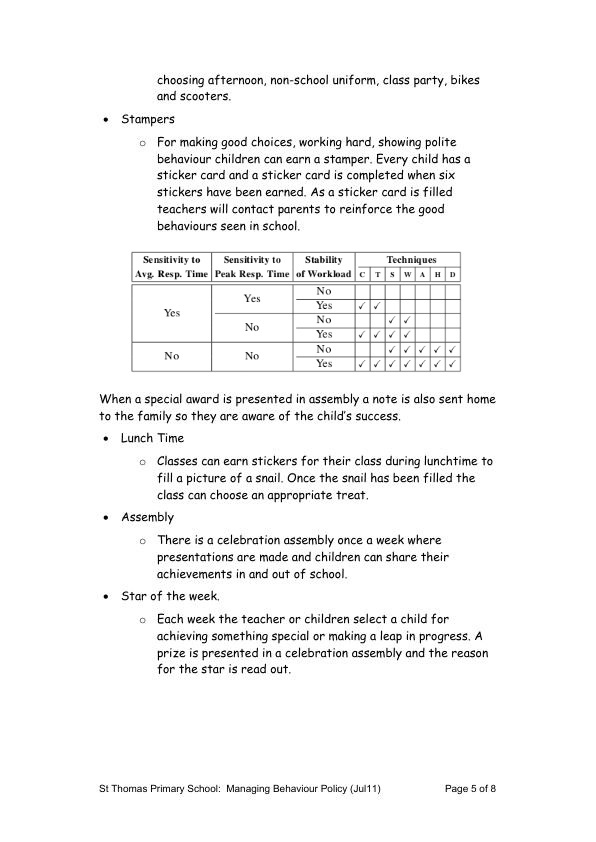 choosing afternoon, non-school uniform, class party, bikes
and scooters.
• Stampers
o For making good choices, working hard, showing polite
behaviour children can earn a stamper. Every child has a
sticker card and a sticker card is completed when six
stickers have been earned. As a sticker card is filled
teachers will contact parents to reinforce the good
behaviours seen in school.
Sensitivity to Sensitivity to Stability Techniques
Avg. Resp. Time Peak Resp. Time of Workload C T S W A H D
Yes Yes No
Yes ✓ ✓
No No ✓ ✓
Yes ✓ ✓ ✓ ✓
No No No ✓ ✓ ✓ ✓ ✓
Yes ✓ ✓ ✓ ✓ ✓ ✓ ✓
When a special award is presented in assembly a note is also sent home
to the family so they are aware of the child's success.
• Lunch Time
o Classes can earn stickers for their class during lunchtime to
fill a picture of a snail. Once the snail has been filled the
class can choose an appropriate treat.
• Assembly
o There is a celebration assembly once a week where
presentations are made and children can share their
achievements in and out of school.
• Star of the week.
o Each week the teacher or children select a child for
achieving something special or making a leap in progress. A
prize is presented in a celebration assembly and the reason
for the star is read out.
St Thomas Primary School: Managing Behaviour Policy (Jul11) Page 5 of 8